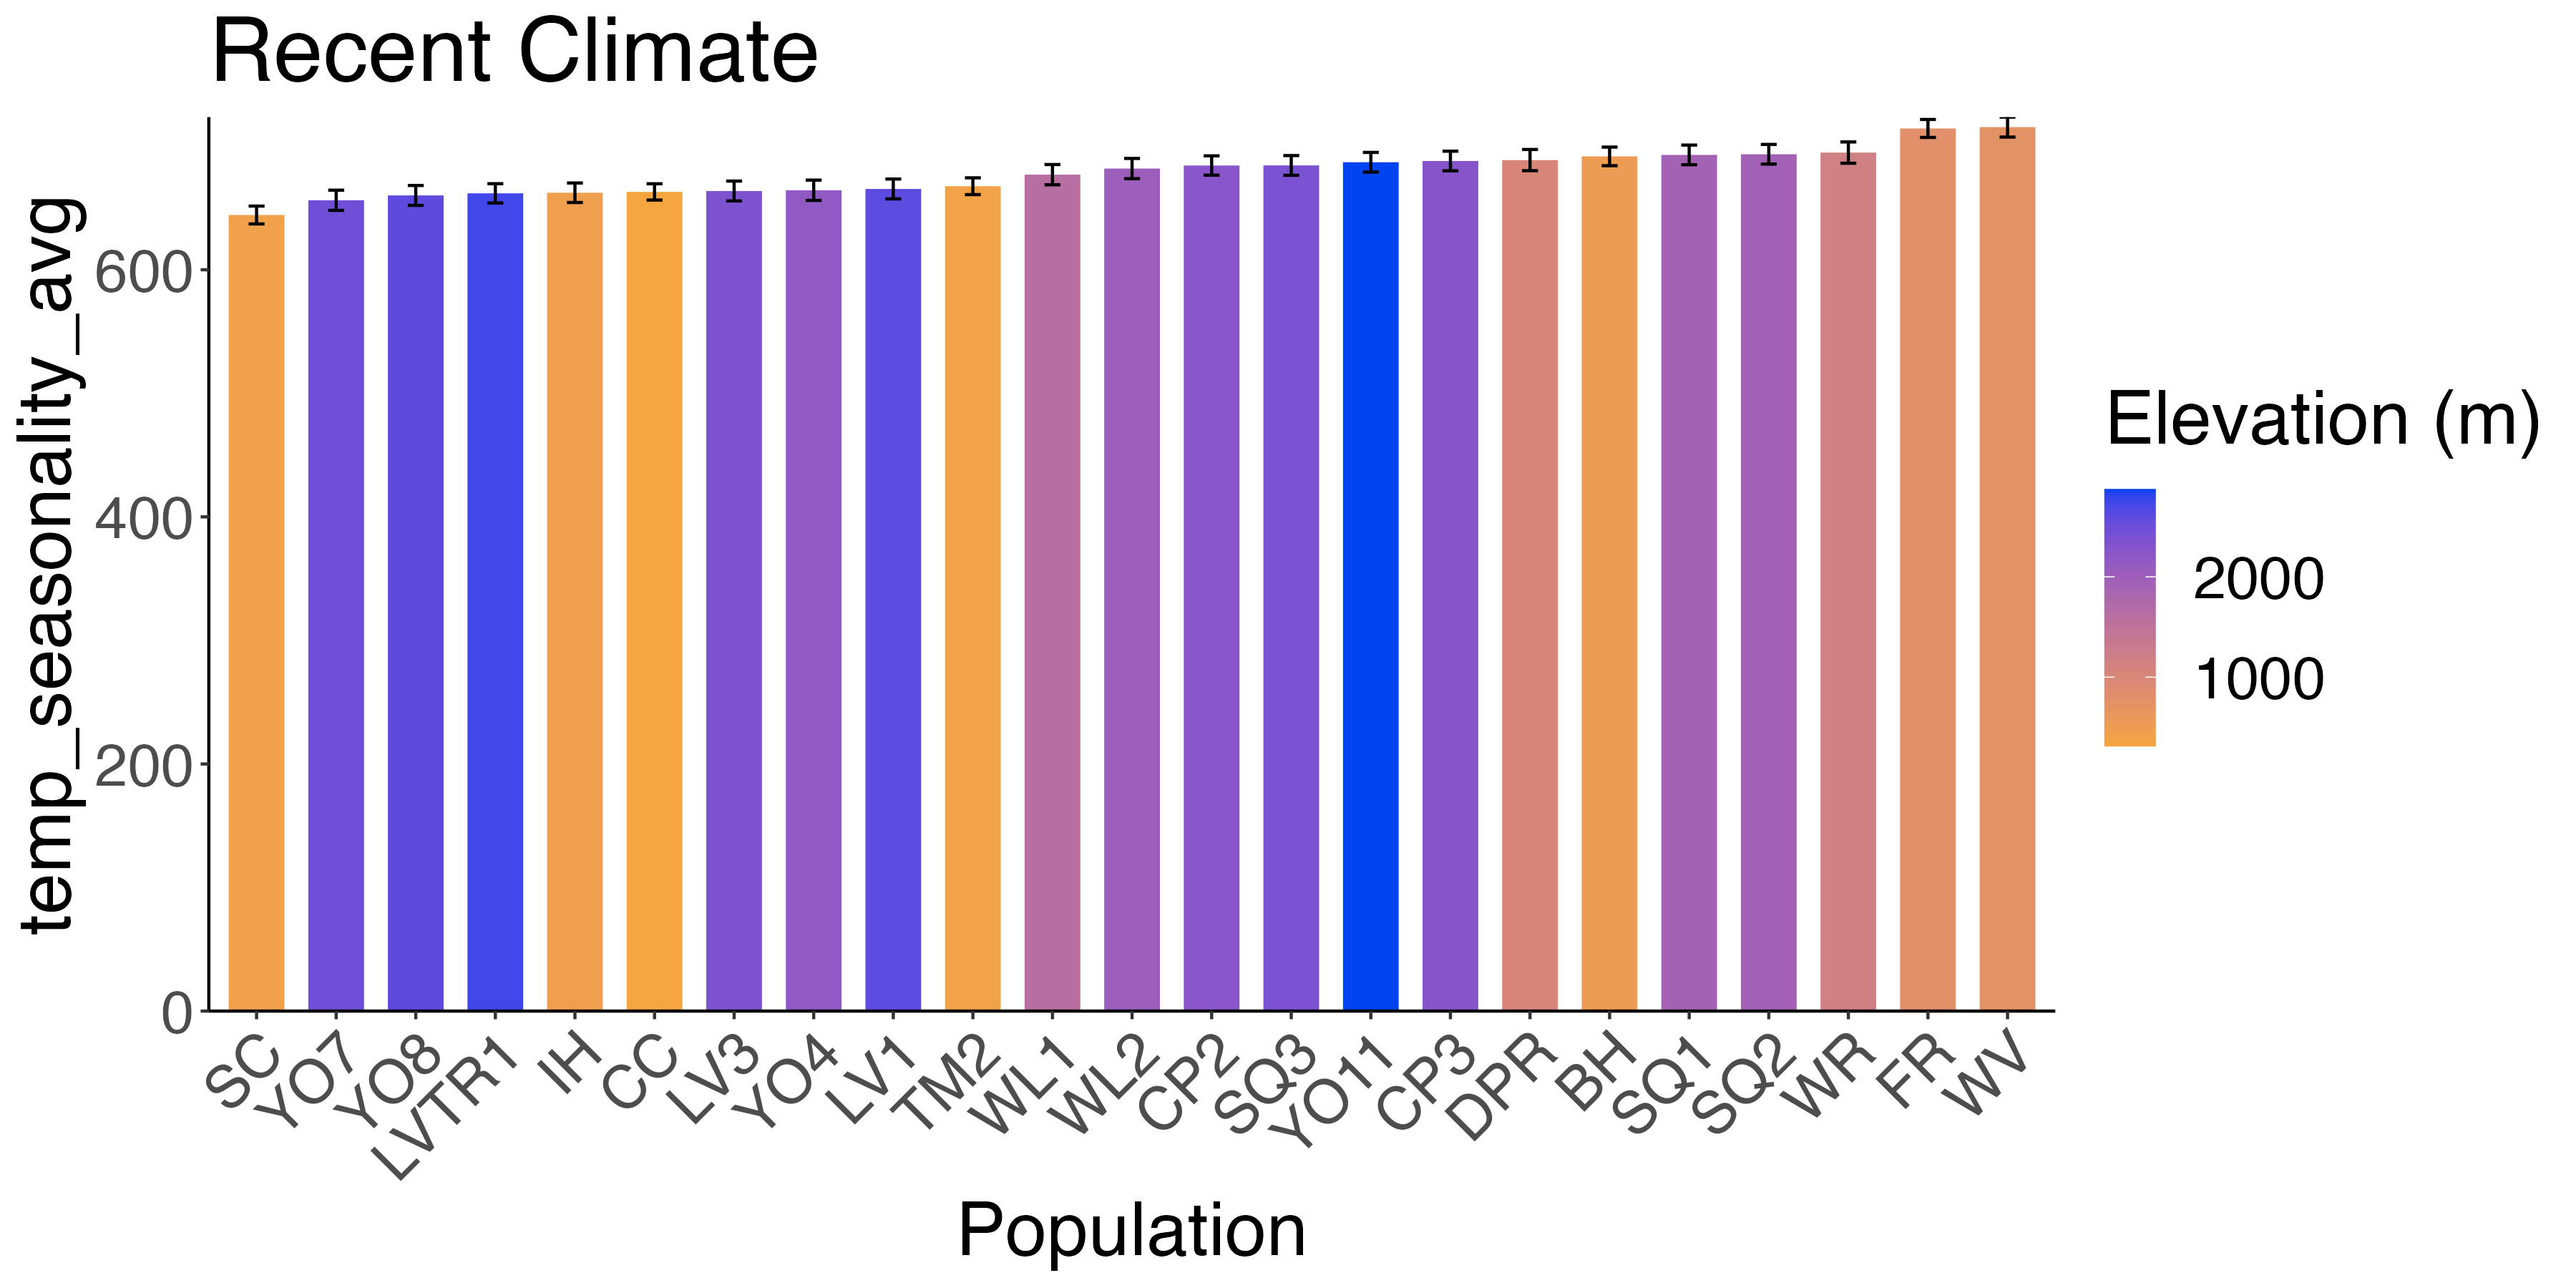 Recent Climate
temp_seasonality_avg
600
400
200
0
SC
YO7
YO8
LVTR1
IH
CC
LV3
YO4
LV1
TM2
WL1
WL2
CP2
SQ3
YO11
CP3
DPR
BH
SQ1
SQ2
WR
FR
WV
Population
Elevation (m)
2000
1000